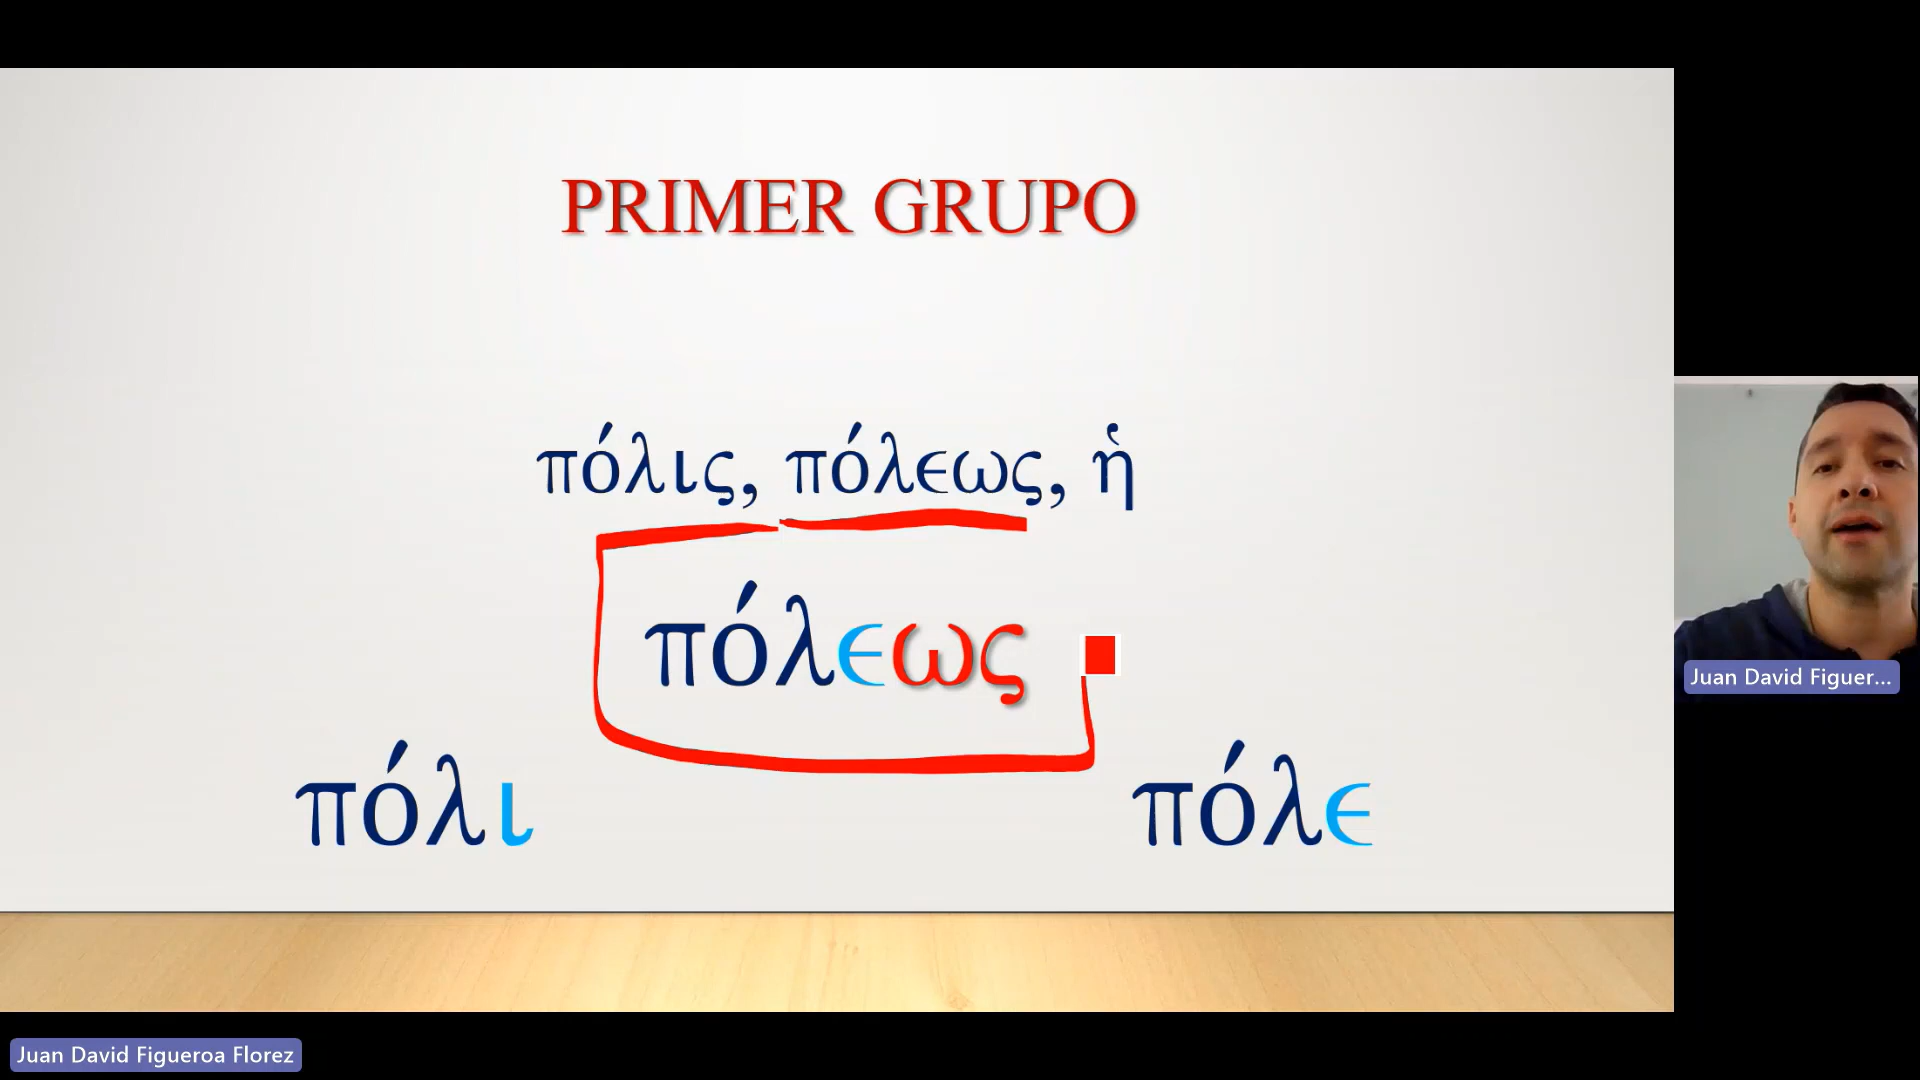 PRIMER GRUPO
πόλις, πόλεως, ἡ
πόλεως
πόλι πόλε
Juan David Figuer...
Juan David Figueroa Florez